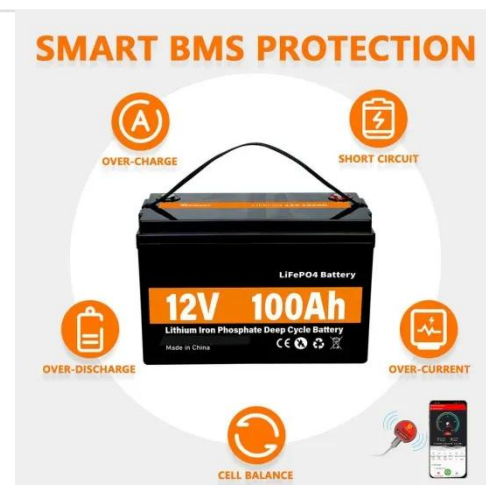 SMART BMS PROTECTION
OVER-CHARGE
SHORT CIRCUIT
LiFePO4 Battery
12V 100Ah
Lithium Iron Phosphate Deep Cycle Battery
Made in China
CE
OVER-DISCHARGE
OVER-CURRENT
CELL BALANCE